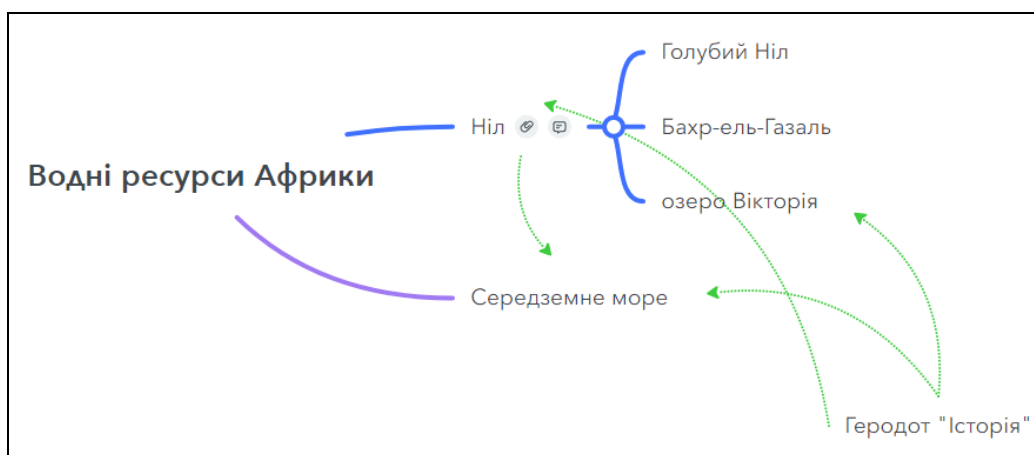 Голубий Ніл
Ніл
Бахр-ель-Газаль
Водні ресурси Африки
озеро Вікторія
Середземне море
Геродот "Історія"